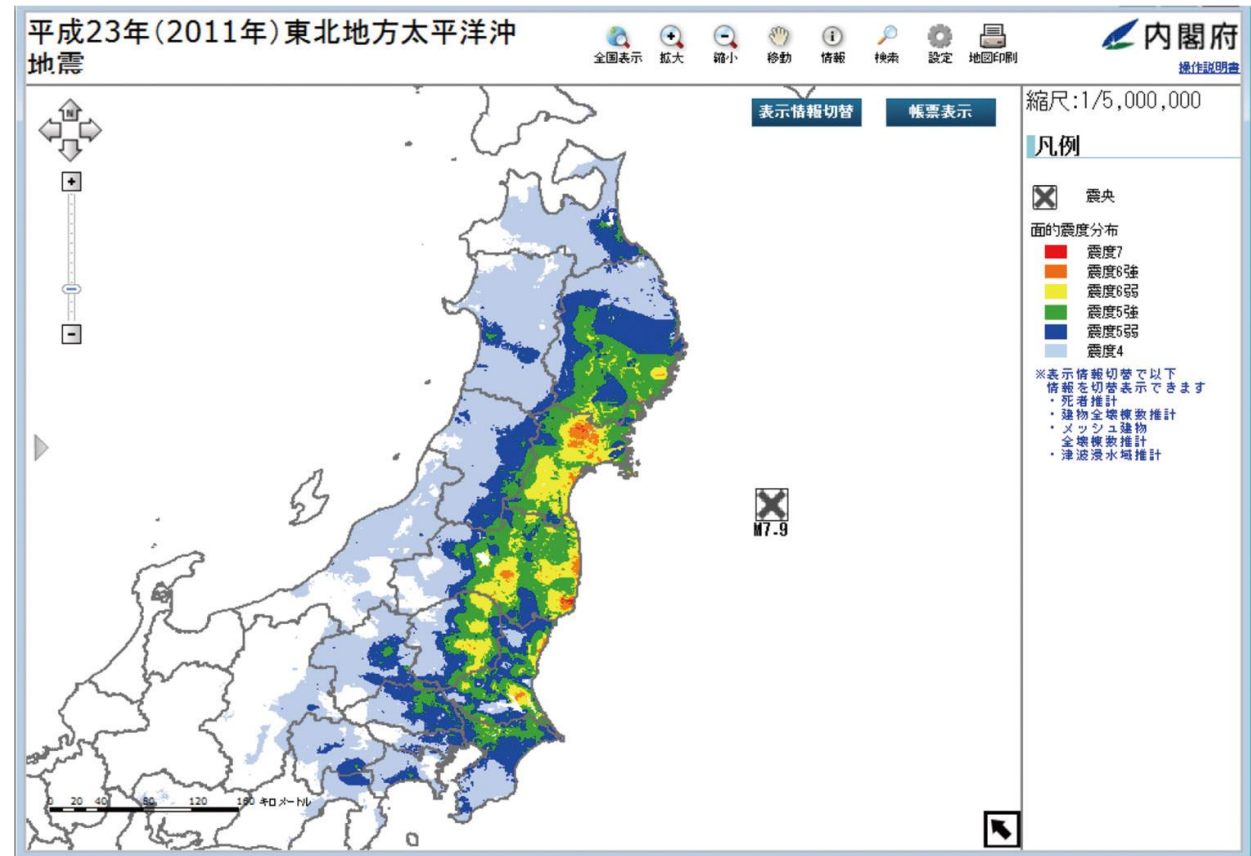 平成23年(2011年)東北地方太平洋沖
地震
全国表示 拡大 縮小 移動 情報 検索 設定 地図印刷
内閣府
操作説明書
表示情報切替 帳票表示
縮尺:1/5,000,000
凡例
震央
面的震度分布
震度7
震度6強
震度6弱
震度5強
震度5弱
震度4
※表示情報切替で以下
情報を切替表示できます
・死者推計
・建物全壊棟数推計
・メッシュ建物
全壊棟数推計
・津波浸水域推計
N
+
-
M7.9
0 20 40 80 120 160 キロメートル